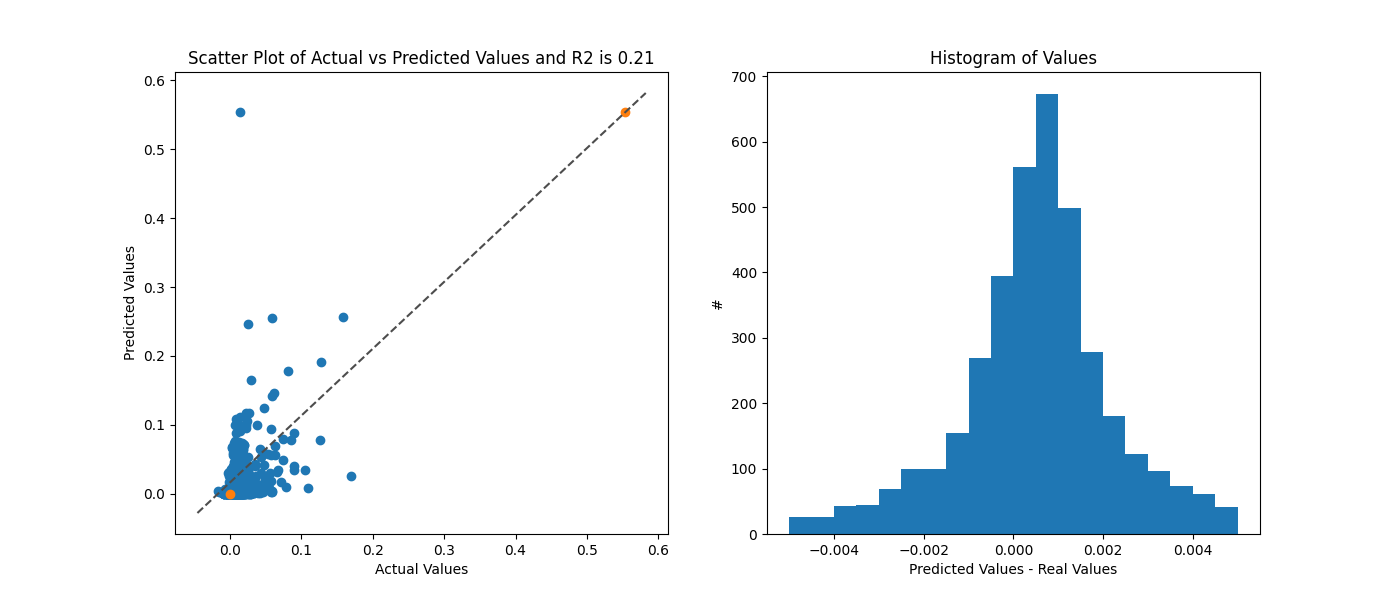 Scatter Plot of Actual vs Predicted Values and R2 is 0.21
0.6
0.5
0.4
0.3
0.2
0.1
0.0
Predicted Values
0.0 0.1 0.2 0.3 0.4 0.5 0.6
Actual Values
Histogram of Values
700
600
500
400
300
200
100
0
#
−0.004 −0.002 0.000 0.002 0.004
Predicted Values - Real Values